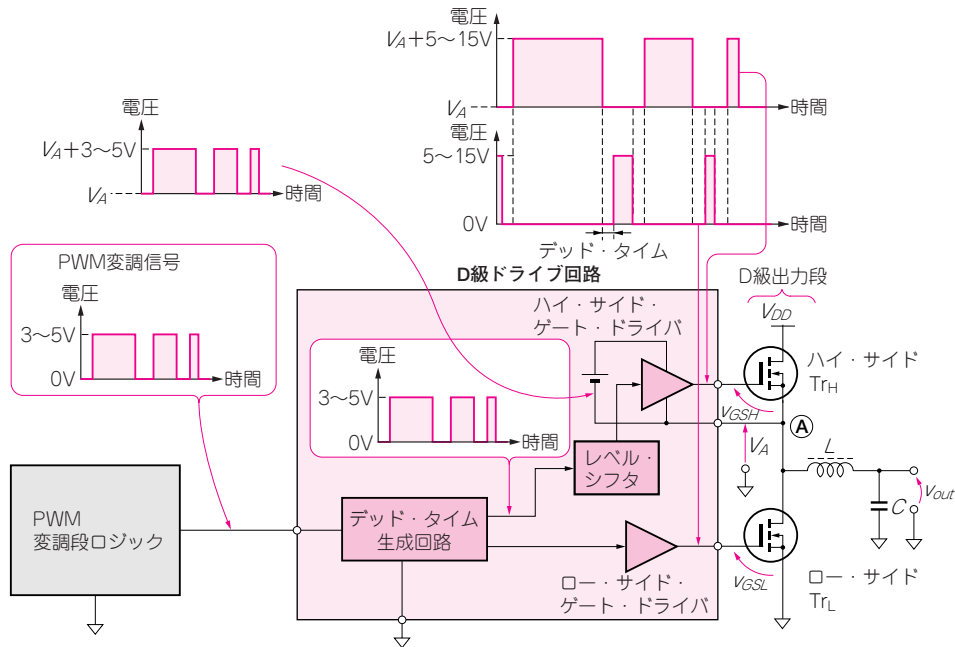 電圧
VA+5～15V
VA
時間
電圧
5～15V
0V
時間
デッド・タイム
電圧
VA+3～5V
VA
時間
PWM変調信号
電圧
3～5V
0V
時間
D級ドライブ回路
ハイ・サイド・
ゲート・ドライバ
電圧
3～5V
0V
時間
レベル・
シフタ
PWM
変調段ロジック
デッド・タイム
生成回路
ロー・サイド・
ゲート・ドライバ
D級出力段
VDD
ハイ・サイド
TrH
vGSH
VA
A
L
C
vout
vGSL
ロー・サイド
TrL